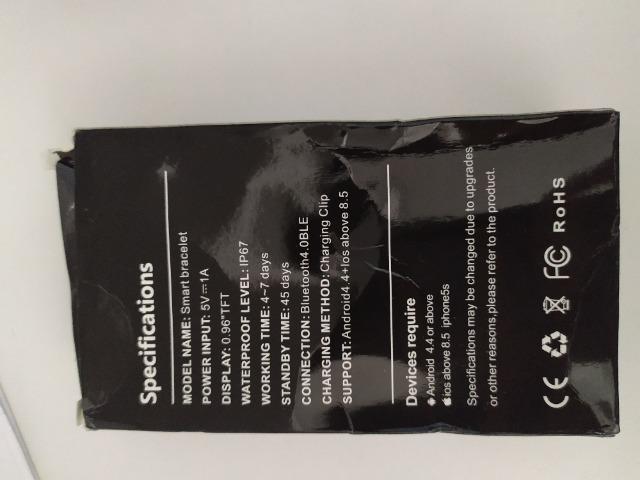 Specifications
MODEL NAME: Smart bracelet
POWER INPUT: 5V⎓1A
DISPLAY: 0.96"TFT
WATERPROOF LEVEL: IP67
WORKING TIME: 4~7 days
STANDBY TIME: 45 days
CONNECTION: Bluetooth4.0BLE
CHARGING METHOD: Charging Clip
SUPPORT: Android4.4+Ios above 8.5
Devices require
Android 4.4 or above
ios above 8.5 iphone5s
Specifications may be changed due to upgrades
or other reasons,please refer to the product.
CE FC RoHS